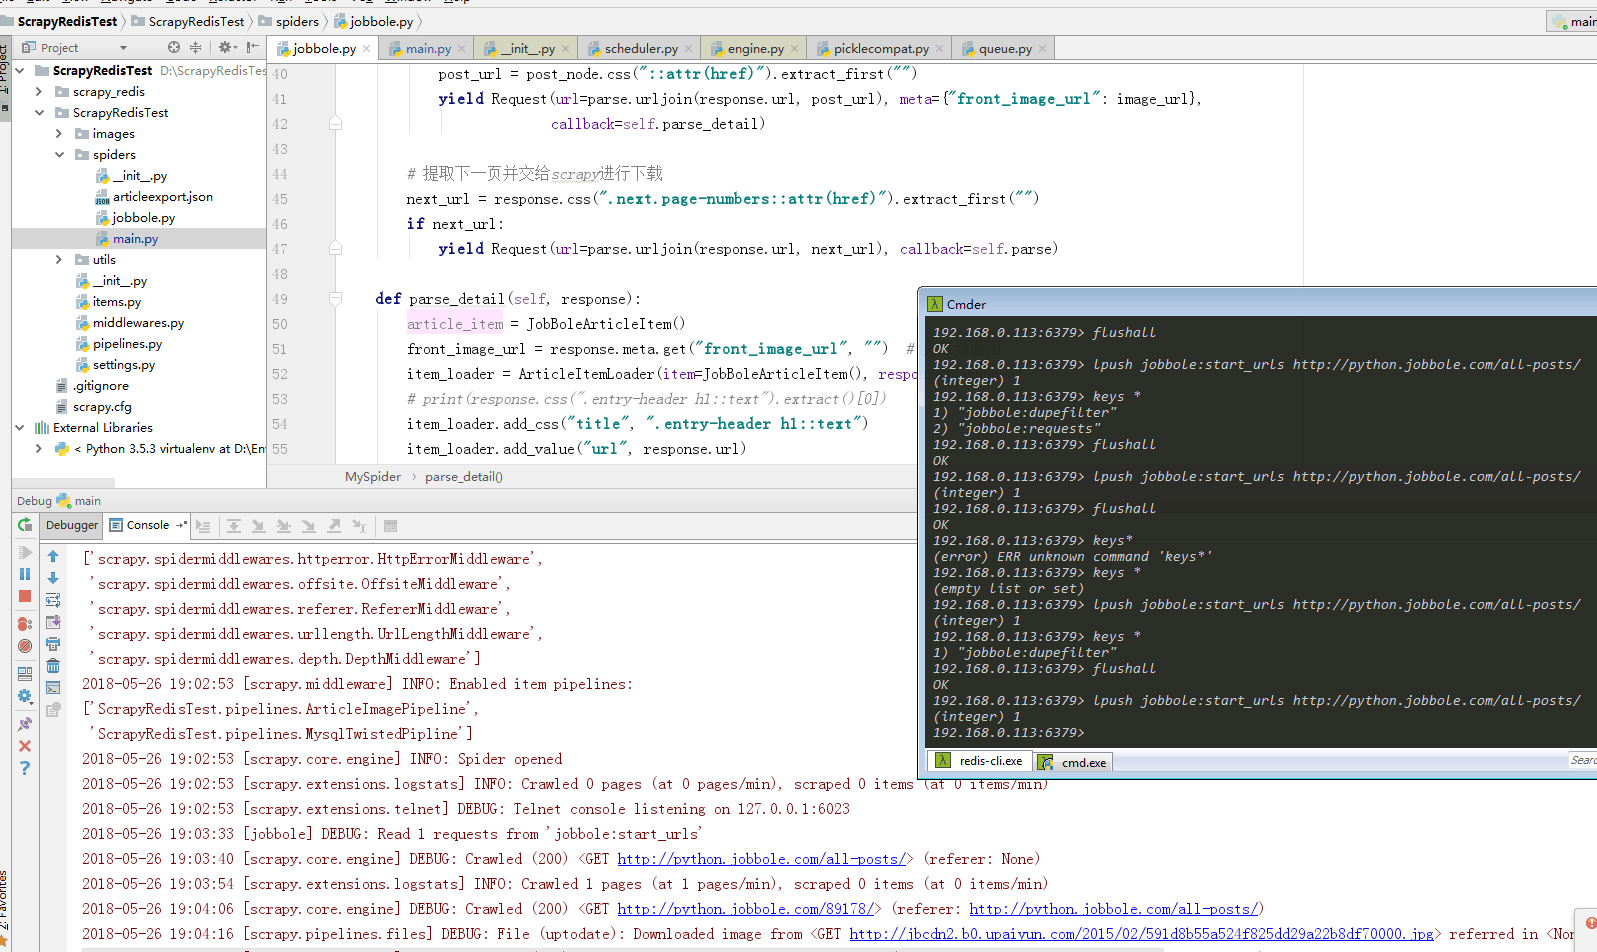 ScrapyRedisTest
ScrapyRedisTest
spiders
jobbole.py
main
1: Project
Project
jobbole.py
main.py
__init__.py
scheduler.py
engine.py
picklecompat.py
queue.py
ScrapyRedisTest D:\ScrapyRedisTes
scrapy_redis
ScrapyRedisTest
images
spiders
__init__.py
articleexport.json
jobbole.py
main.py
utils
__init__.py
items.py
middlewares.py
pipelines.py
settings.py
.gitignore
scrapy.cfg
External Libraries
< Python 3.5.3 virtualenv at D:\En
40 post_url = post_node.css("::attr(href)").extract_first("")
41 yield Request(url=parse.urljoin(response.url, post_url), meta={"front_image_url": image_url},
42 callback=self.parse_detail)
43
44 # 提取下一页并交给scrapy进行下载
45 next_url = response.css(".next.page-numbers::attr(href)").extract_first("")
46 if next_url:
47 yield Request(url=parse.urljoin(response.url, next_url), callback=self.parse)
48
49 def parse_detail(self, response):
50 article_item = JobBoleArticleItem()
51 front_image_url = response.meta.get("front_image_url", "") #
52 item_loader = ArticleItemLoader(item=JobBoleArticleItem(), respo
53 # print(response.css(".entry-header h1::text").extract()[0])
54 item_loader.add_css("title", ".entry-header h1::text")
55 item_loader.add_value("url", response.url)
MySpider
parse_detail()
Cmder
192.168.0.113:6379> flushall
OK
192.168.0.113:6379> lpush jobbole:start_urls http://python.jobbole.com/all-posts/
(integer) 1
192.168.0.113:6379> keys *
1) "jobbole:dupefilter"
2) "jobbole:requests"
192.168.0.113:6379> flushall
OK
192.168.0.113:6379> lpush jobbole:start_urls http://python.jobbole.com/all-posts/
(integer) 1
192.168.0.113:6379> flushall
OK
192.168.0.113:6379> keys*
(error) ERR unknown command 'keys*'
192.168.0.113:6379> keys *
(empty list or set)
192.168.0.113:6379> lpush jobbole:start_urls http://python.jobbole.com/all-posts/
(integer) 1
192.168.0.113:6379> keys *
1) "jobbole:dupefilter"
192.168.0.113:6379> flushall
OK
192.168.0.113:6379> lpush jobbole:start_urls http://python.jobbole.com/all-posts/
(integer) 1
192.168.0.113:6379>
redis-cli.exe
cmd.exe
Searc
Debug main
Debugger
Console
['scrapy.spidermiddlewares.httperror.HttpErrorMiddleware',
'scrapy.spidermiddlewares.offsite.OffsiteMiddleware',
'scrapy.spidermiddlewares.referer.RefererMiddleware',
'scrapy.spidermiddlewares.urllength.UrlLengthMiddleware',
'scrapy.spidermiddlewares.depth.DepthMiddleware']
2018-05-26 19:02:53 [scrapy.middleware] INFO: Enabled item pipelines:
['ScrapyRedisTest.pipelines.ArticleImagePipeline',
'ScrapyRedisTest.pipelines.MysqlTwistedPipline']
2018-05-26 19:02:53 [scrapy.core.engine] INFO: Spider opened
2018-05-26 19:02:53 [scrapy.extensions.logstats] INFO: Crawled 0 pages (at 0 pages/min), scraped 0 items (at 0 items/min)
2018-05-26 19:02:53 [scrapy.extensions.telnet] DEBUG: Telnet console listening on 127.0.0.1:6023
2018-05-26 19:03:33 [jobbole] DEBUG: Read 1 requests from 'jobbole:start_urls'
2018-05-26 19:03:40 [scrapy.core.engine] DEBUG: Crawled (200) <GET http://python.jobbole.com/all-posts/> (referer: None)
2018-05-26 19:03:54 [scrapy.extensions.logstats] INFO: Crawled 1 pages (at 1 pages/min), scraped 0 items (at 0 items/min)
2018-05-26 19:04:06 [scrapy.core.engine] DEBUG: Crawled (200) <GET http://python.jobbole.com/89178/> (referer: http://python.jobbole.com/all-posts/)
2018-05-26 19:04:16 [scrapy.pipelines.files] DEBUG: File (uptodate): Downloaded image from <GET http://jbcdn2.b0.upaiyun.com/2015/02/591d8b55a524f825dd29a22b8df70000.jpg> referred in <Non
2: Favorites